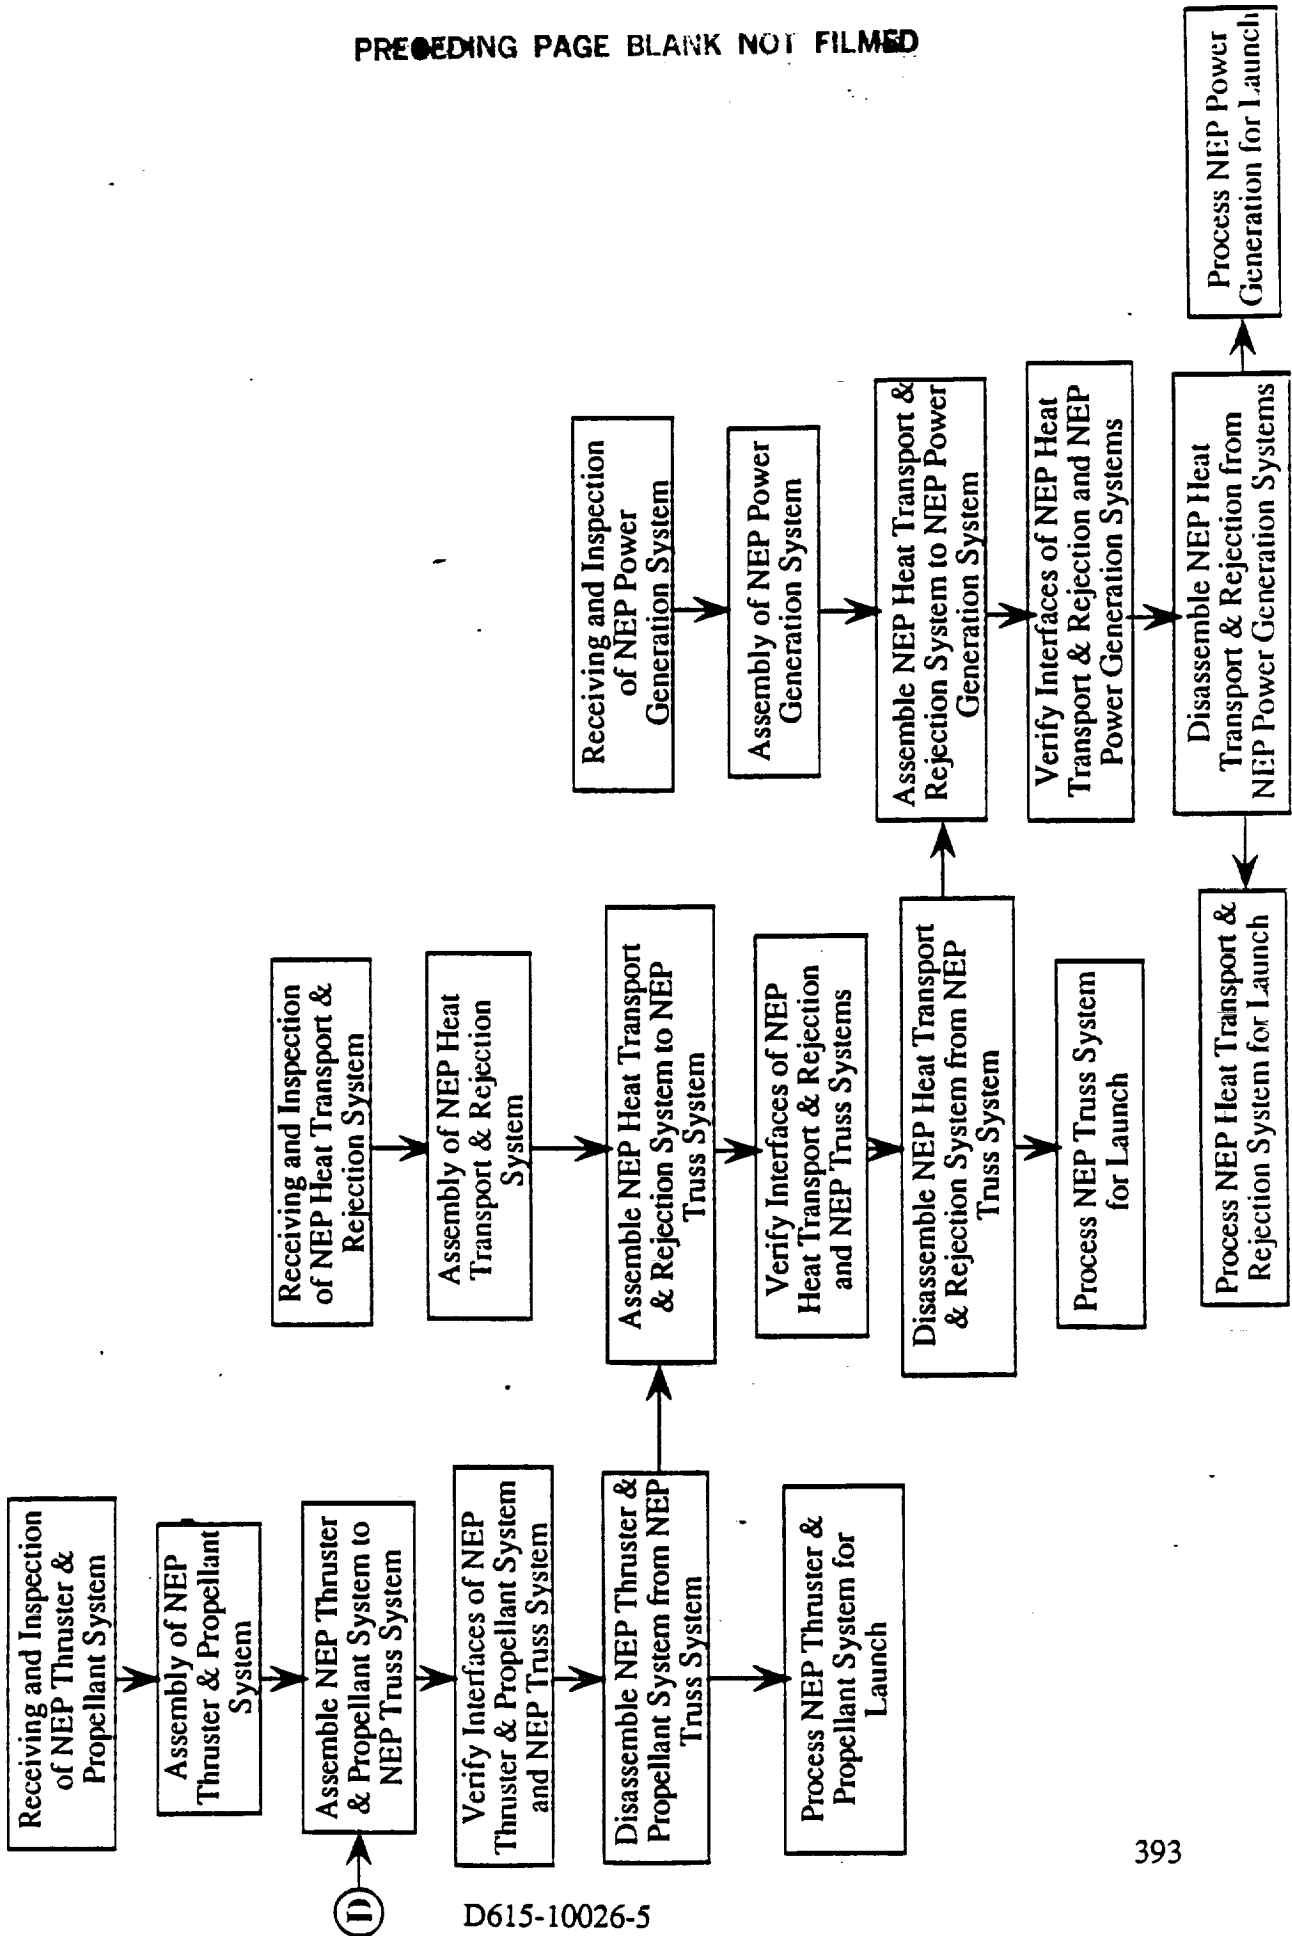 PRECEDING PAGE BLANK NOT FILMED
Receiving and Inspection
of NEP Thruster &
Propellant System
Assembly of NEP
Thruster & Propellant
System
D
Assemble NEP Thruster
& Propellant System to
NEP Truss System
Verify Interfaces of NEP
Thruster & Propellant System
and NEP Truss System
Disassemble NEP Thruster &
Propellant System from NEP
Truss System
Process NEP Thruster &
Propellant System for
Launch
Receiving and Inspection
of NEP Heat Transport &
Rejection System
Assembly of NEP Heat
Transport & Rejection
System
Assemble NEP Heat Transport
& Rejection System to NEP
Truss System
Verify Interfaces of NEP
Heat Transport & Rejection
and NEP Truss Systems
Disassemble NEP Heat Transport
& Rejection System from NEP
Truss System
Process NEP Truss System
for Launch
Receiving and Inspection
of NEP Power
Generation System
Assembly of NEP Power
Generation System
Assemble NEP Heat Transport &
Rejection System to NEP Power
Generation System
Verify Interfaces of NEP Heat
Transport & Rejection and NEP
Power Generation Systems
Disassemble NEP Heat
Transport & Rejection from
NEP Power Generation Systems
Process NEP Heat Transport &
Rejection System for Launch
Process NEP Power
Generation for Launch
D615-10026-5
393